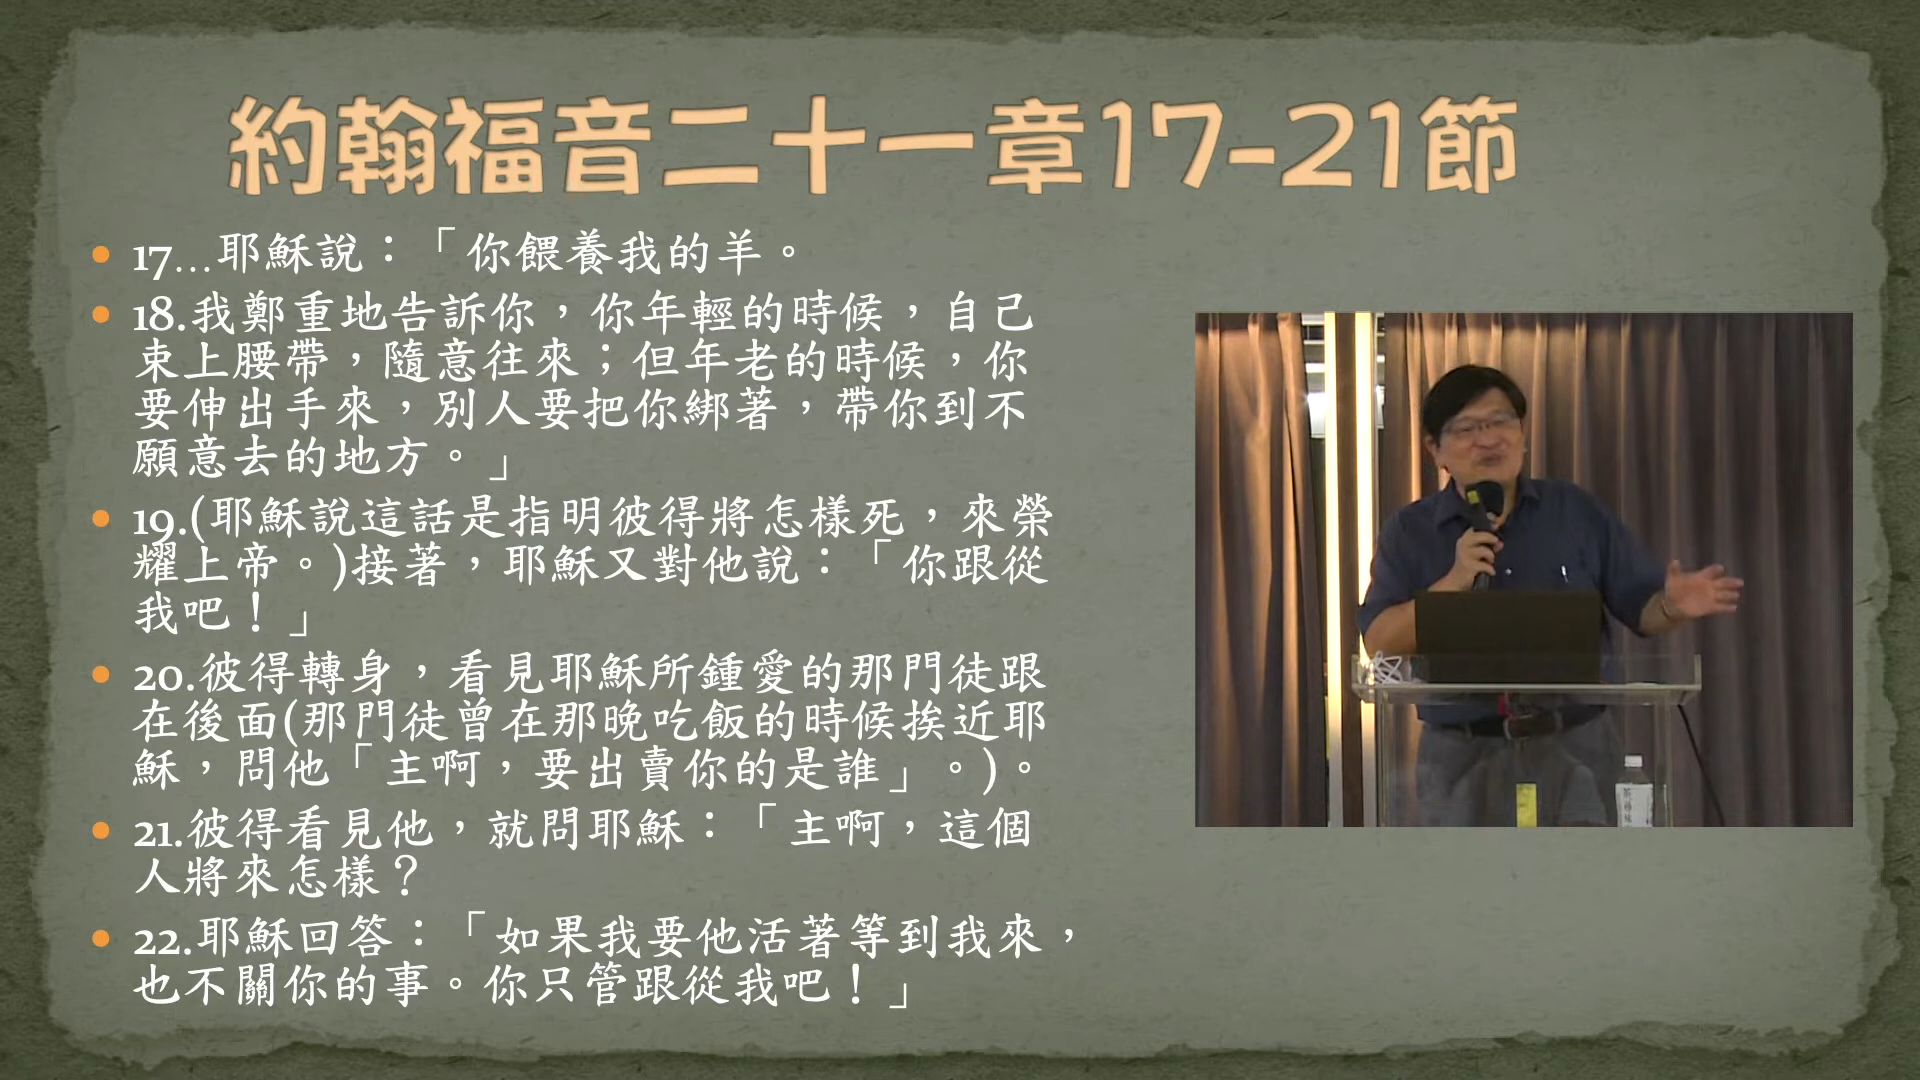 約翰福音二十一章17-21節
17…耶穌說：「你餵養我的羊。
18.我鄭重地告訴你，你年輕的時候，自己
束上腰帶，隨意往來；但年老的時候，你
要伸出手來，別人要把你綁著，帶你到不
願意去的地方。」
19.(耶穌說這話是指明彼得將怎樣死，來榮
耀上帝。)接著，耶穌又對他說：「你跟從
我吧！」
20.彼得轉身，看見耶穌所鍾愛的那門徒跟
在後面(那門徒曾在那晚吃飯的時候挨近耶
穌，問他「主啊，要出賣你的是誰」。)。
21.彼得看見他，就問耶穌：「主啊，這個
人將來怎樣？
22.耶穌回答：「如果我要他活著等到我來，
也不關你的事。你只管跟從我吧！」